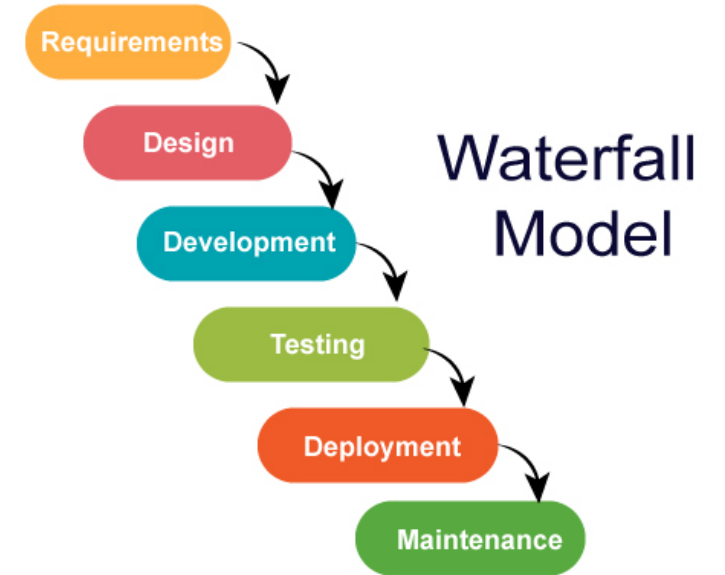 Requirements
Design
Waterfall
Model
Development
Testing
Deployment
Maintenance